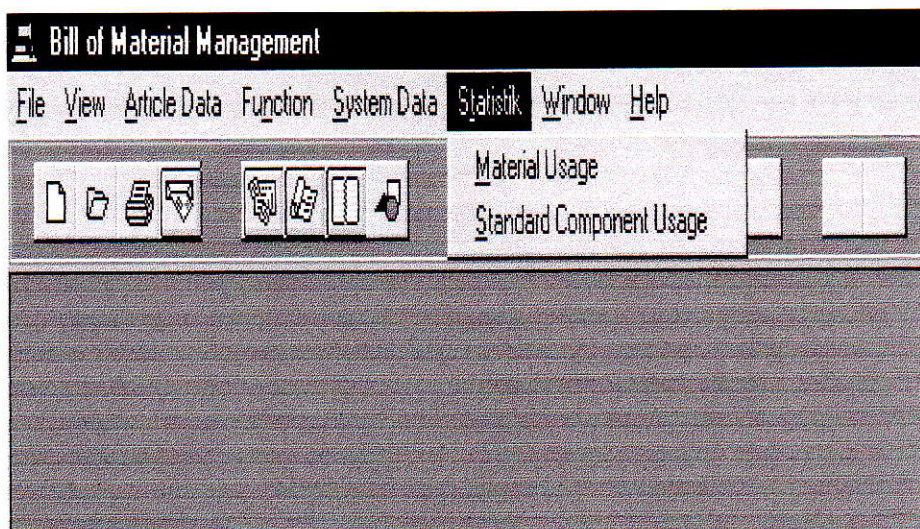 Bill of Material Management
File View Article Data Function System Data Statistik Window Help
Material Usage
Standard Component Usage